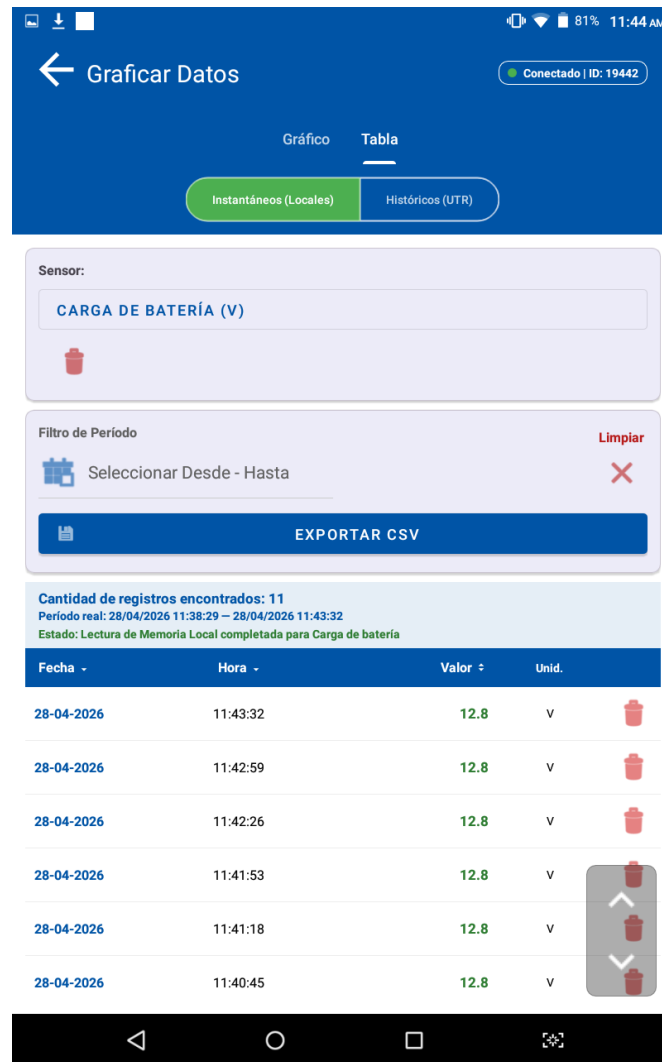 81% 11:44 AM
Graficar Datos
Conectado | ID: 19442
Gráfico Tabla
Instantáneos (Locales) Históricos (UTR)
Sensor:
CARGA DE BATERÍA (V)
Filtro de Período
Limpiar
Seleccionar Desde - Hasta
EXPORTAR CSV
Cantidad de registros encontrados: 11
Período real: 28/04/2026 11:38:29 — 28/04/2026 11:43:32
Estado: Lectura de Memoria Local completada para Carga de batería
Fecha Hora Valor Unid.
28-04-2026 11:43:32 12.8 V
28-04-2026 11:42:59 12.8 V
28-04-2026 11:42:26 12.8 V
28-04-2026 11:41:53 12.8 V
28-04-2026 11:41:18 12.8 V
28-04-2026 11:40:45 12.8 V